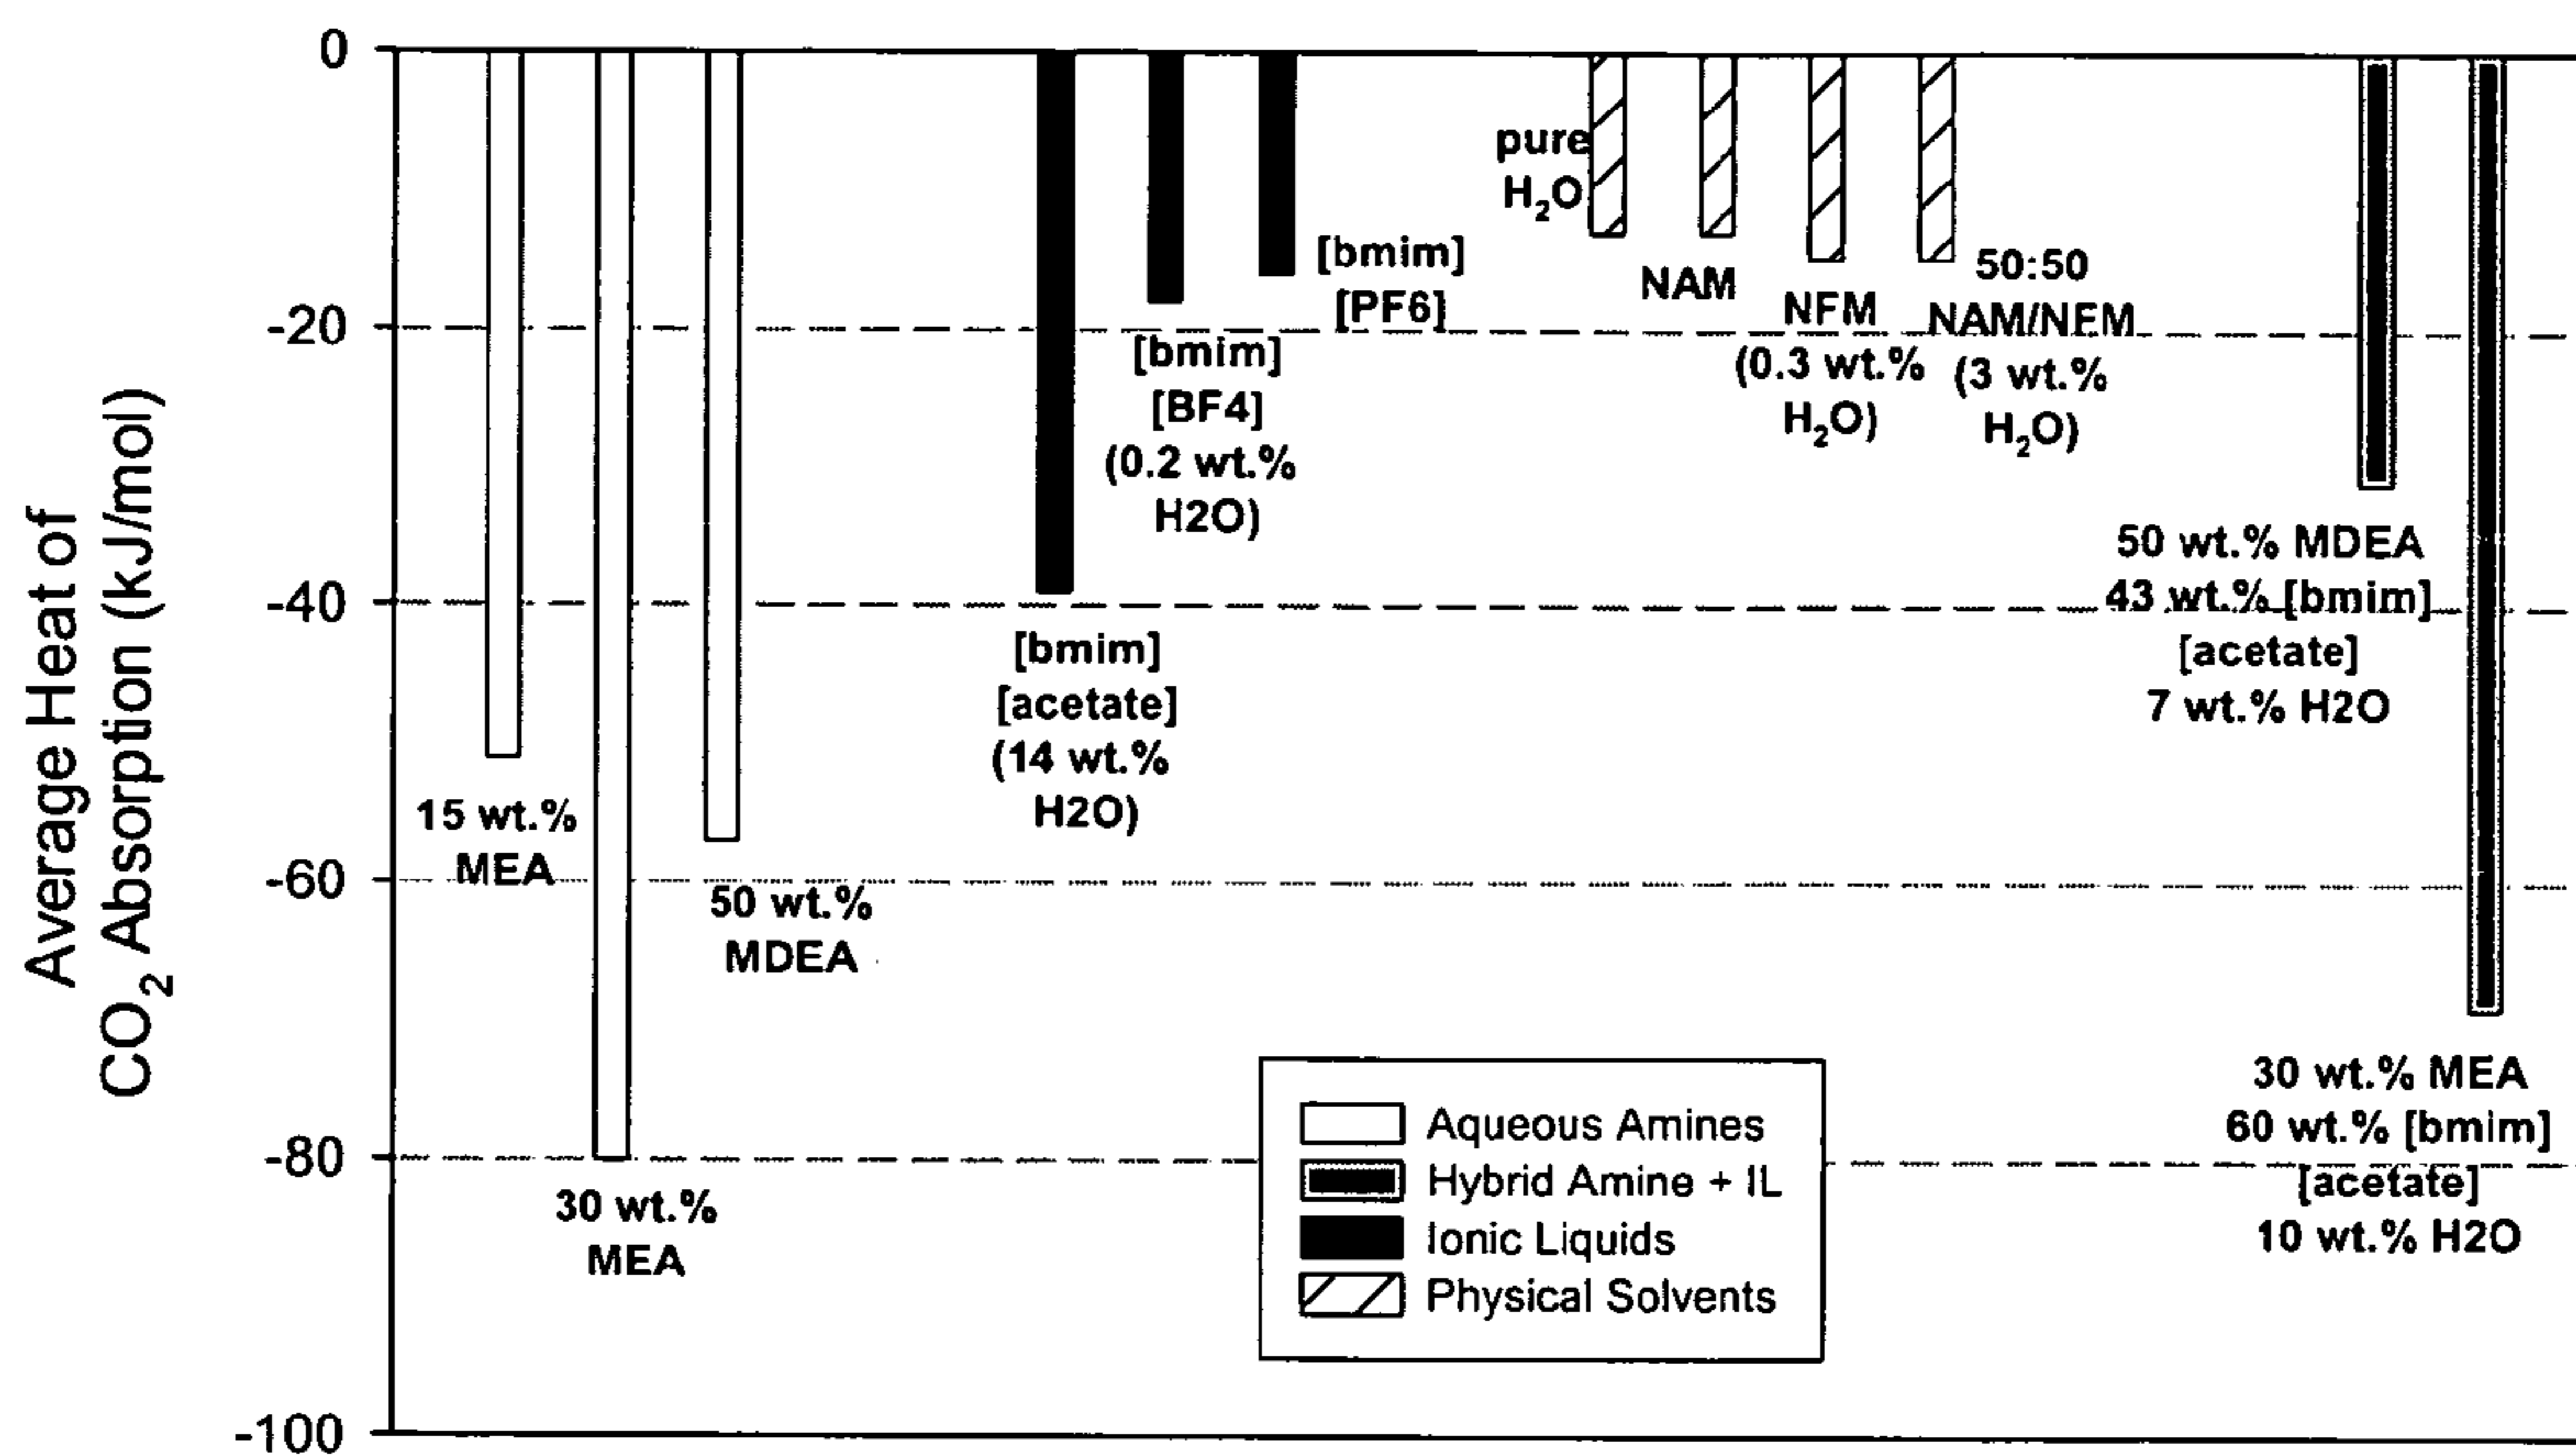 Average Heat of
CO₂ Absorption (kJ/mol)
0
-20
-40
-60
-80
-100
15 wt.%
MEA
30 wt.%
MEA
50 wt.%
MDEA
[bmim]
[acetate]
(14 wt.%
H2O)
[bmim]
[BF4]
(0.2 wt.%
H2O)
[bmim]
[PF6]
pure
H₂O
NAM
NFM
(0.3 wt.%
H₂O)
50:50
NAM/NFM
(3 wt.%
H₂O)
50 wt.% MDEA
43 wt.% [bmim]
[acetate]
7 wt.% H2O
30 wt.% MEA
60 wt.% [bmim]
[acetate]
10 wt.% H2O
Aqueous Amines
Hybrid Amine + IL
Ionic Liquids
Physical Solvents